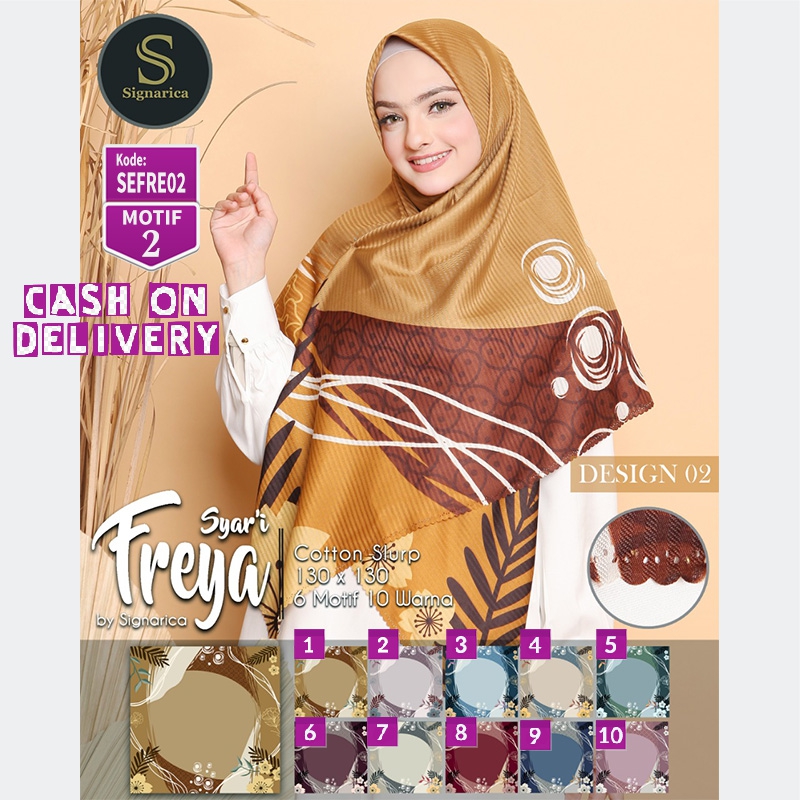 S
Signarica
Kode:
SEFRE02
MOTIF
2
CASH ON
DELIVERY
DESIGN 02
Syar'i
Freya
by Signarica
Cotton Slurp
130 x 130
6 Motif 10 Warna
1 2 3 4 5
6 7 8 9 10